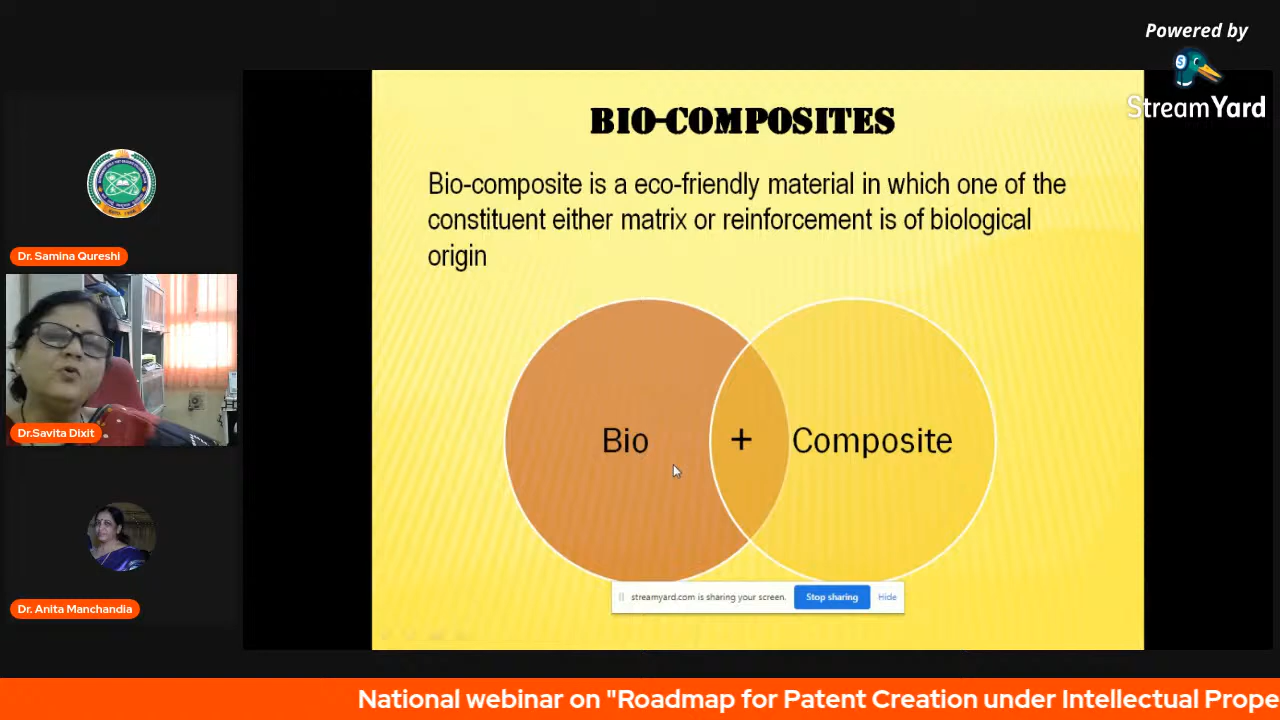 Powered by
StreamYard
BIO-COMPOSITES
Bio-composite is a eco-friendly material in which one of the
constituent either matrix or reinforcement is of biological
origin
Bio + Composite
streamyard.com is sharing your screen. Stop sharing Hide
Dr. Samina Qureshi
Dr.Savita Dixit
Dr. Anita Manchandia
National webinar on "Roadmap for Patent Creation under Intellectual Prope